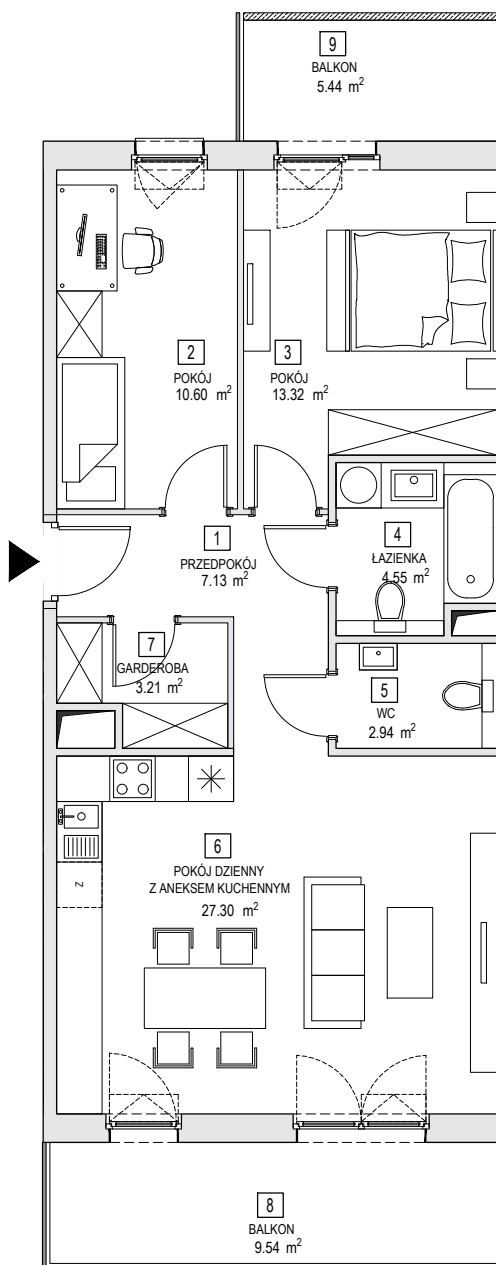 9
BALKON
5.44 m²
2
POKÓJ
10.60 m²
3
POKÓJ
13.32 m²
1
PRZEDPOKÓJ
7.13 m²
4
ŁAZIENKA
4.55 m²
7
GARDEROBA
3.21 m²
5
WC
2.94 m²
6
POKÓJ DZIENNY
Z ANEKSEM KUCHENNYM
27.30 m²
Z
8
BALKON
9.54 m²